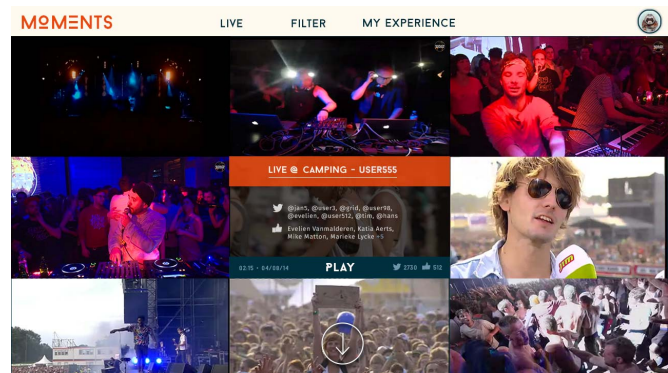 MOMENTS
LIVE
FILTER
MY EXPERIENCE
LIVE @ CAMPING - USER555
@jan5, @user3, @grid, @user98,
@evelien, @user512, @tim, @hans
Evelien Vanmalderen, Katia Aerts,
Mike Matton, Marieke Lycke +5
02:15 - 04/08/14
PLAY
2730
512